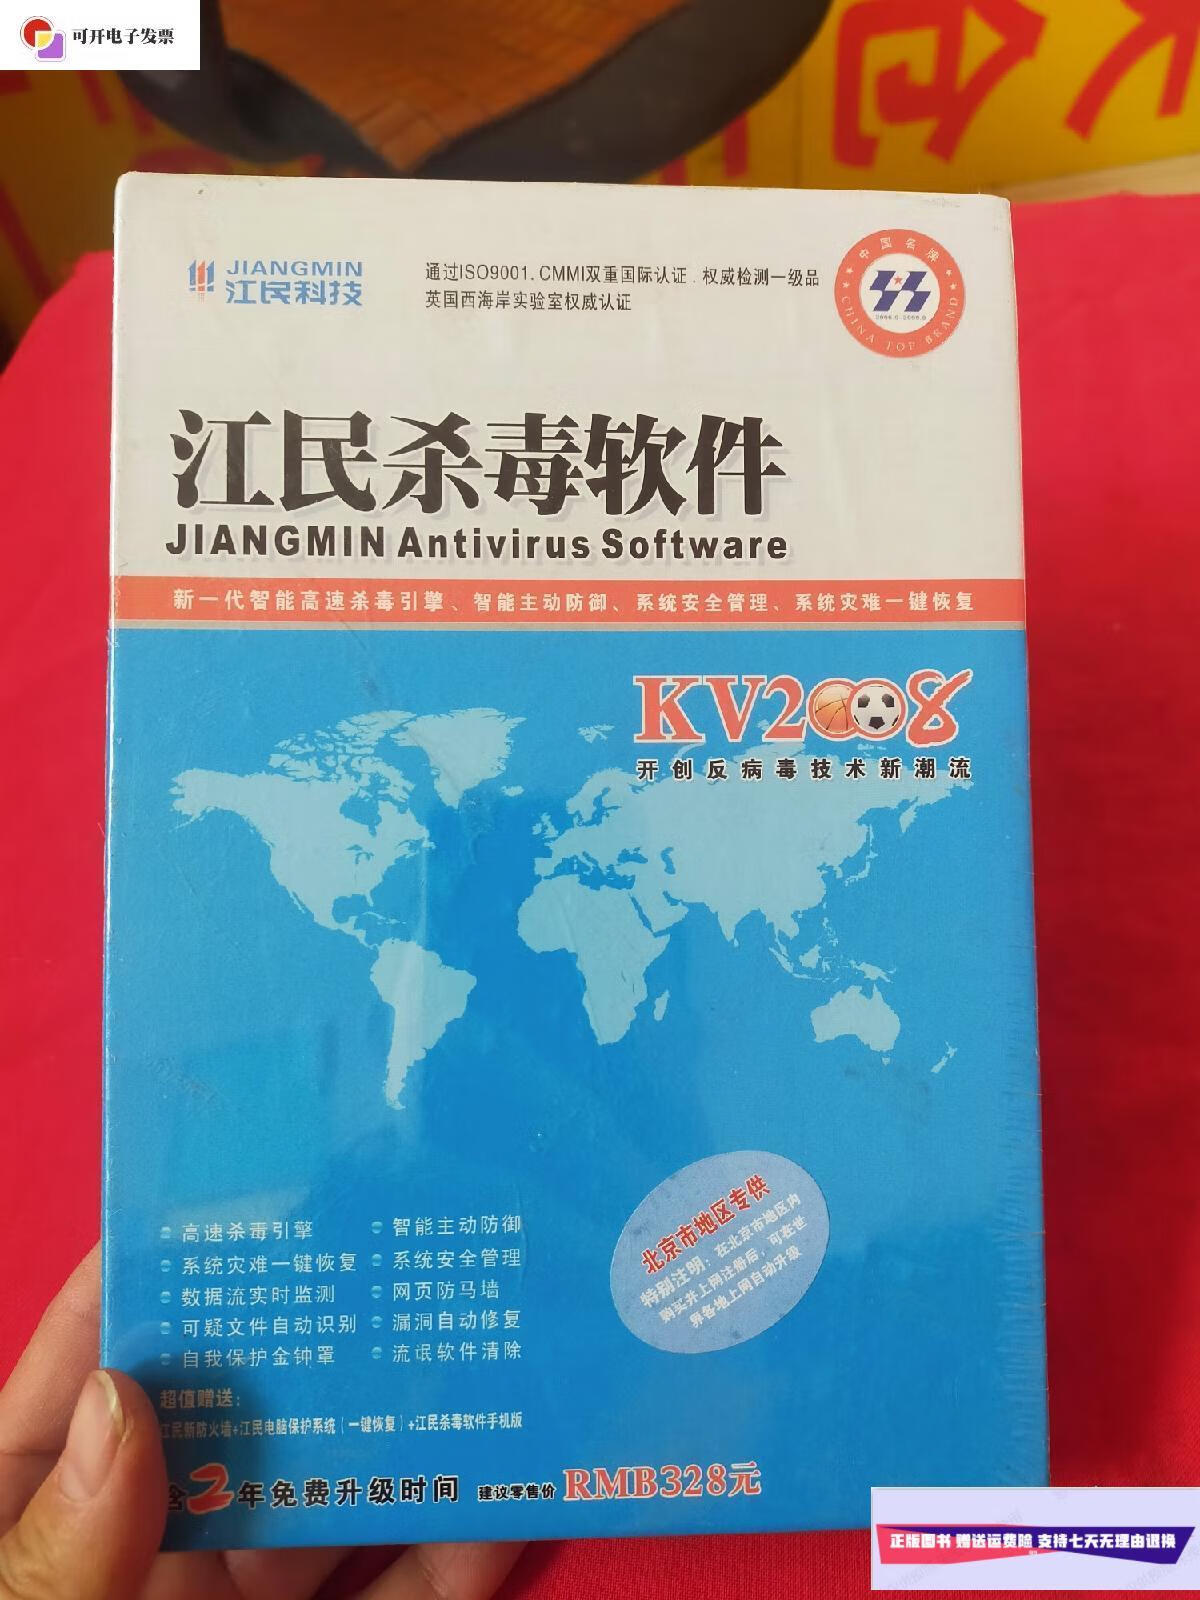 可开电子发票
JIANGMIN
江民科技
通过ISO9001.CMMI双重国际认证.权威检测一级品
英国西海岸实验室权威认证
中国名牌
CHINA TOP BRAND
江民杀毒软件
JIANGMIN Antivirus Software
新一代智能高速杀毒引擎、智能主动防御、系统安全管理、系统灾难一键恢复
KV2008
开创反病毒技术新潮流
北京市地区专供
特别注明：在北京市地区内
购买并上网注册后，可在世
界各地上网自动升级
高速杀毒引擎
智能主动防御
系统灾难一键恢复
系统安全管理
数据流实时监测
网页防马墙
可疑文件自动识别
漏洞自动修复
自我保护金钟罩
流氓软件清除
超值赠送：
江民新防火墙+江民电脑保护系统(一键恢复)+江民杀毒软件手机版
含2年免费升级时间 建议零售价 RMB328元
正版图书 赠送运费险 支持七天无理由退换